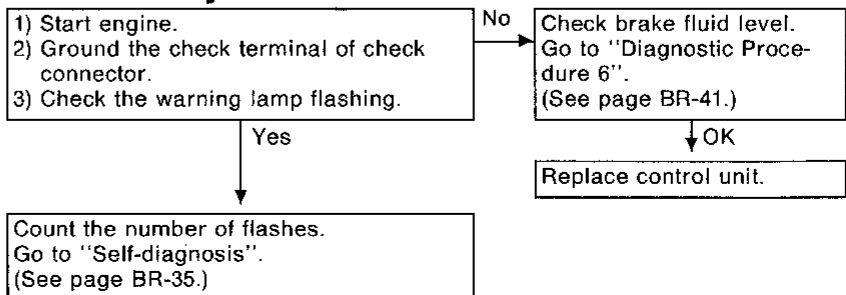 1) Start engine.
2) Ground the check terminal of check
connector.
3) Check the warning lamp flashing.
No
Check brake fluid level.
Go to "Diagnostic Proce-
dure 6".
(See page BR-41.)
Yes
OK
Replace control unit.
Count the number of flashes.
Go to "Self-diagnosis".
(See page BR-35.)